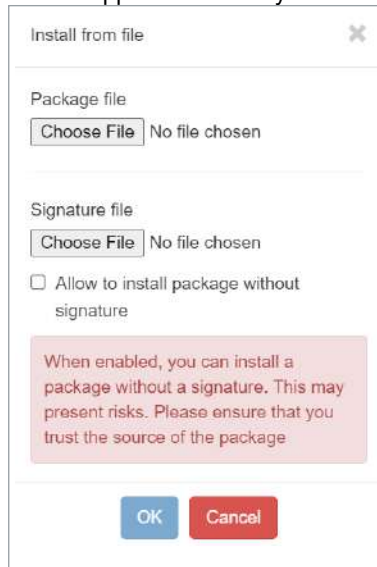 Install from file
Package file
Choose File No file chosen
Signature file
Choose File No file chosen
Allow to install package without
signature
When enabled, you can install a
package without a signature. This may
present risks. Please ensure that you
trust the source of the package
OK Cancel